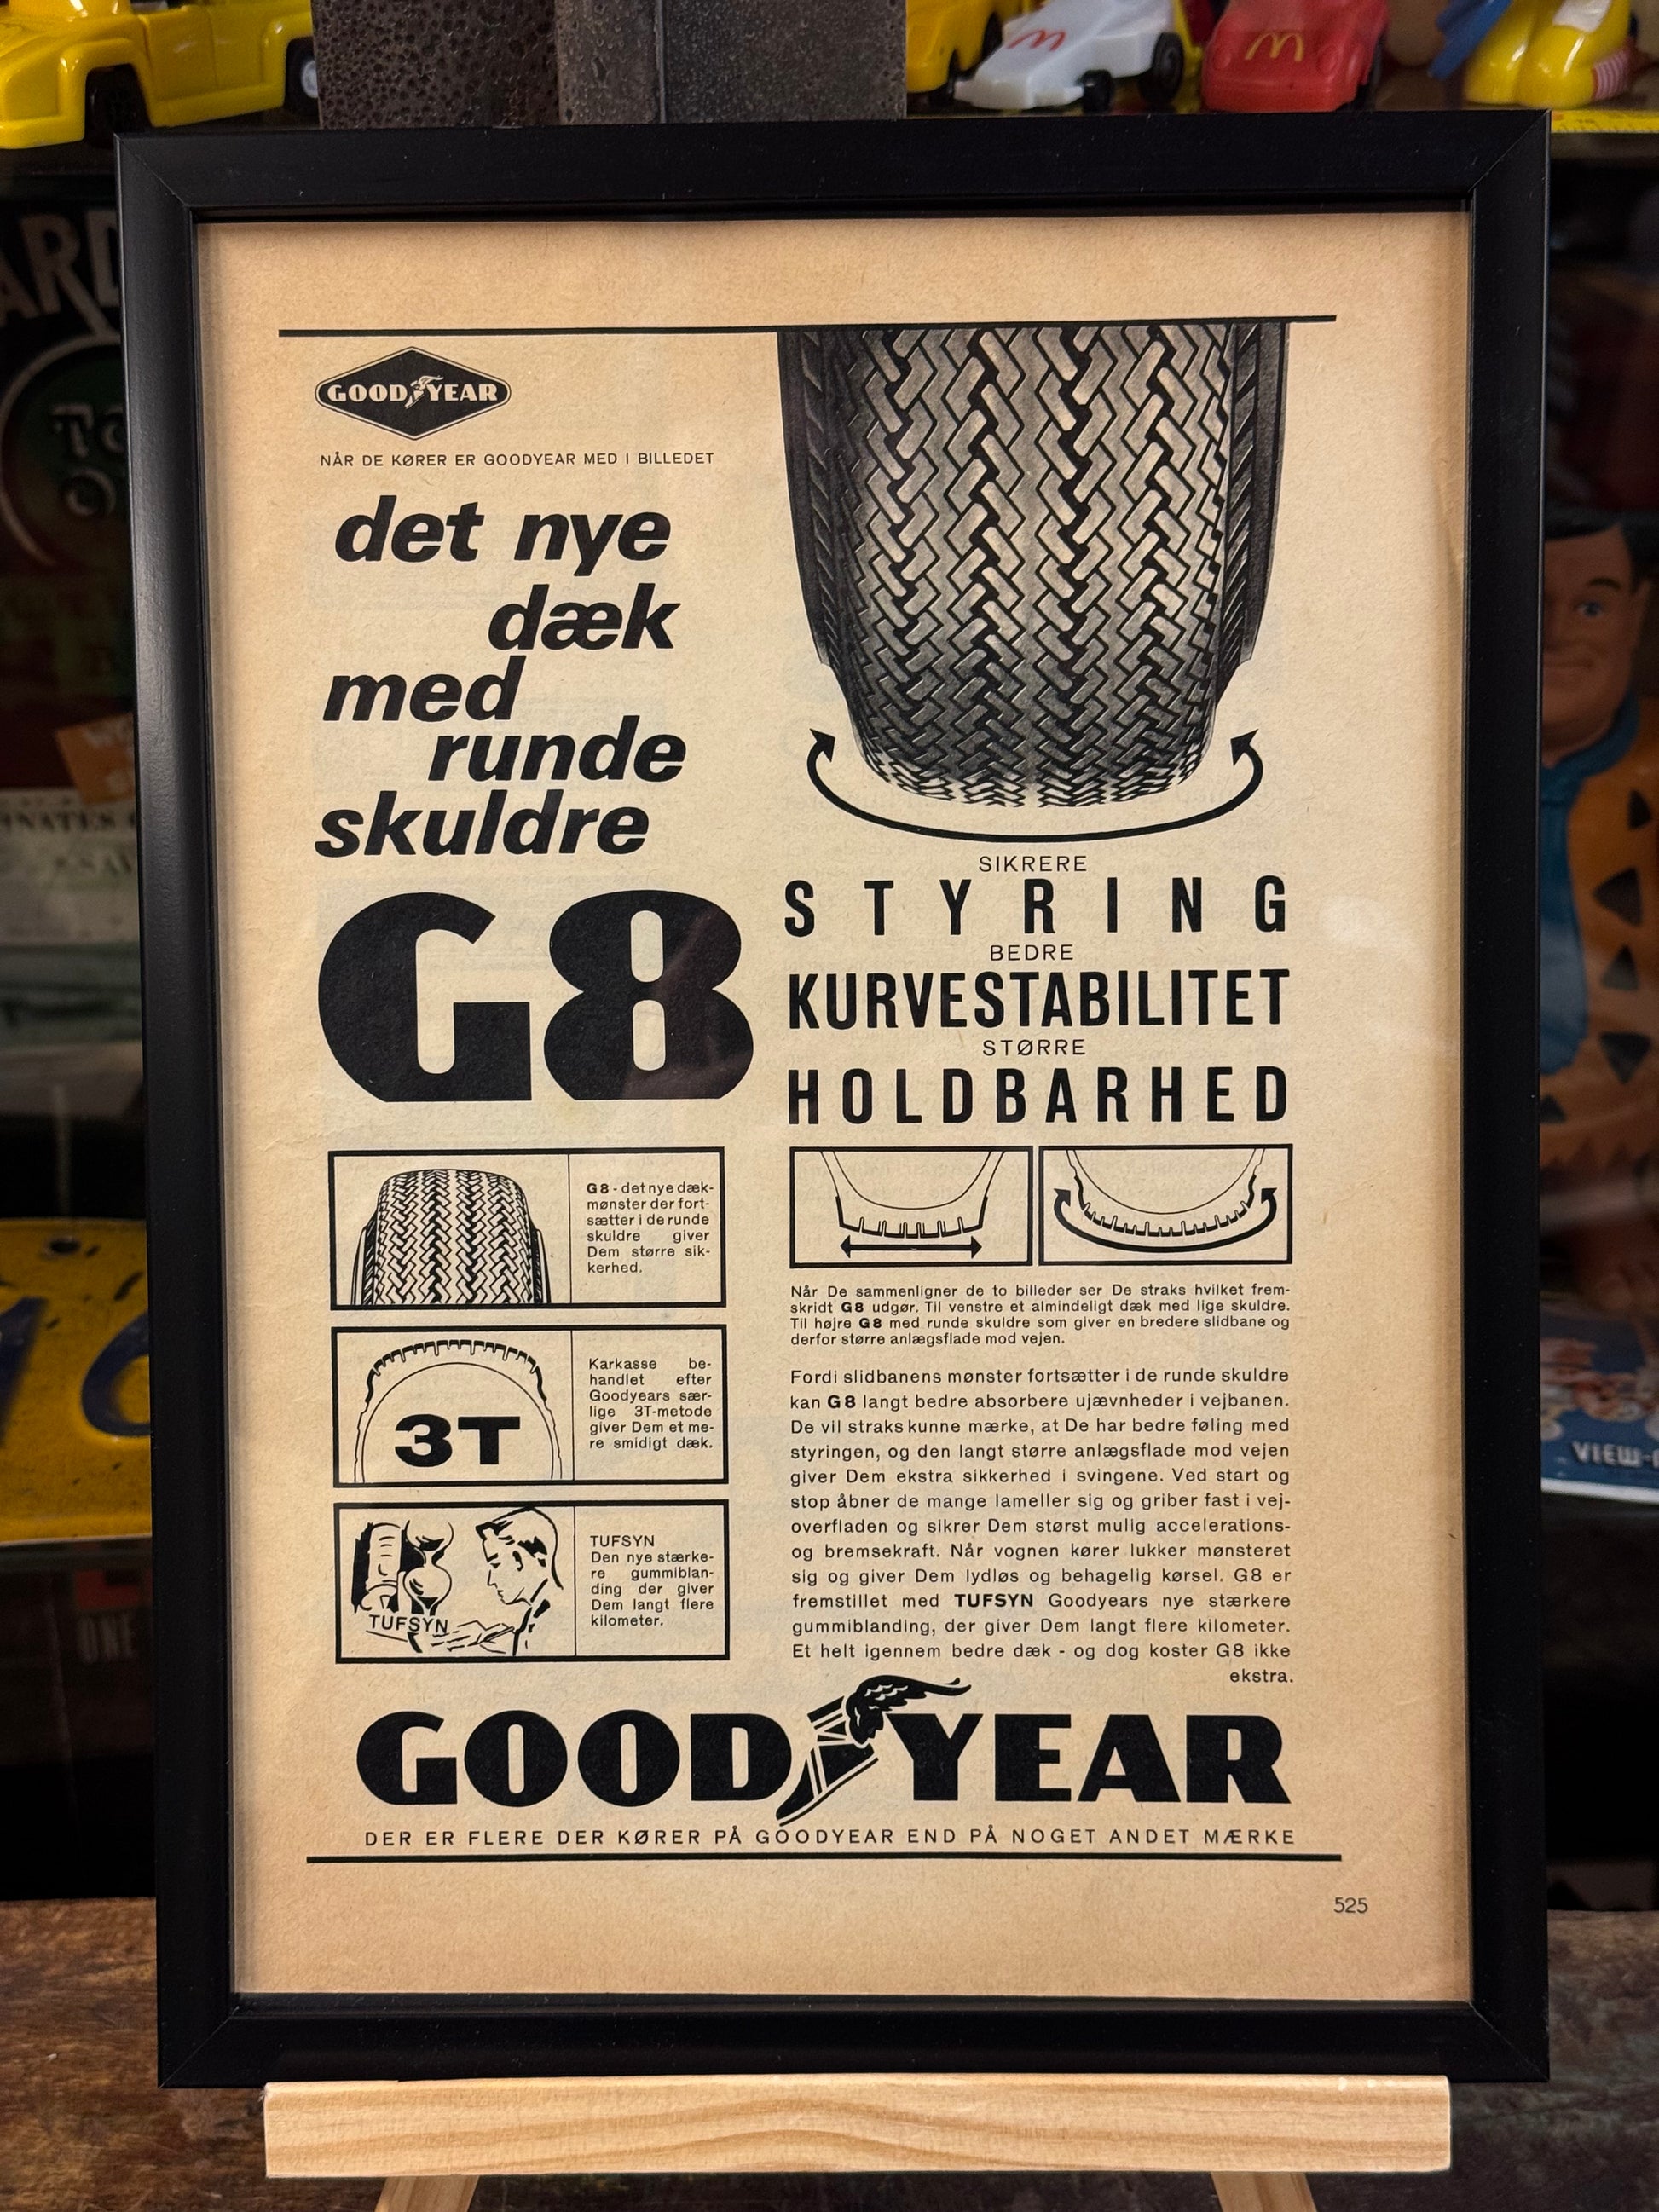 GOODYEAR
NÅR DE KØRER ER GOODYEAR MED I BILLEDET
det nye
dæk
med
runde
skuldre
G8
SIKRERE
STYRING
BEDRE
KURVESTABILITET
STØRRE
HOLDBARHED
G8 - det nye dæk-
mønster der fort-
sætter i de runde
skuldre giver
Dem større sik-
kerhed.
3T
Karkasse be-
handlet efter
Goodyears sær-
lige 3T-metode
giver Dem et me-
re smidigt dæk.
TUFSYN
TUFSYN
Den nye stærke-
re gummiblan-
ding der giver
Dem langt flere
kilometer.
Når De sammenligner de to billeder ser De straks hvilket frem-
skridt G8 udgør. Til venstre et almindeligt dæk med lige skuldre.
Til højre G8 med runde skuldre som giver en bredere slidbane og
derfor større anlægsflade mod vejen.
Fordi slidbanens mønster fortsætter i de runde skuldre
kan G8 langt bedre absorbere ujævnheder i vejbanen.
De vil straks kunne mærke, at De har bedre føling med
styringen, og den langt større anlægsflade mod vejen
giver Dem ekstra sikkerhed i svingene. Ved start og
stop åbner de mange lameller sig og griber fast i vej-
overfladen og sikrer Dem størst mulig accelerations-
og bremsekraft. Når vognen kører lukker mønsteret
sig og giver Dem lydløs og behagelig kørsel. G8 er
fremstillet med TUFSYN Goodyears nye stærkere
gummiblanding, der giver Dem langt flere kilometer.
Et helt igennem bedre dæk - og dog koster G8 ikke
ekstra.
GOODYEAR
DER ER FLERE DER KØRER PÅ GOODYEAR END PÅ NOGET ANDET MÆRKE
525
16
ONE